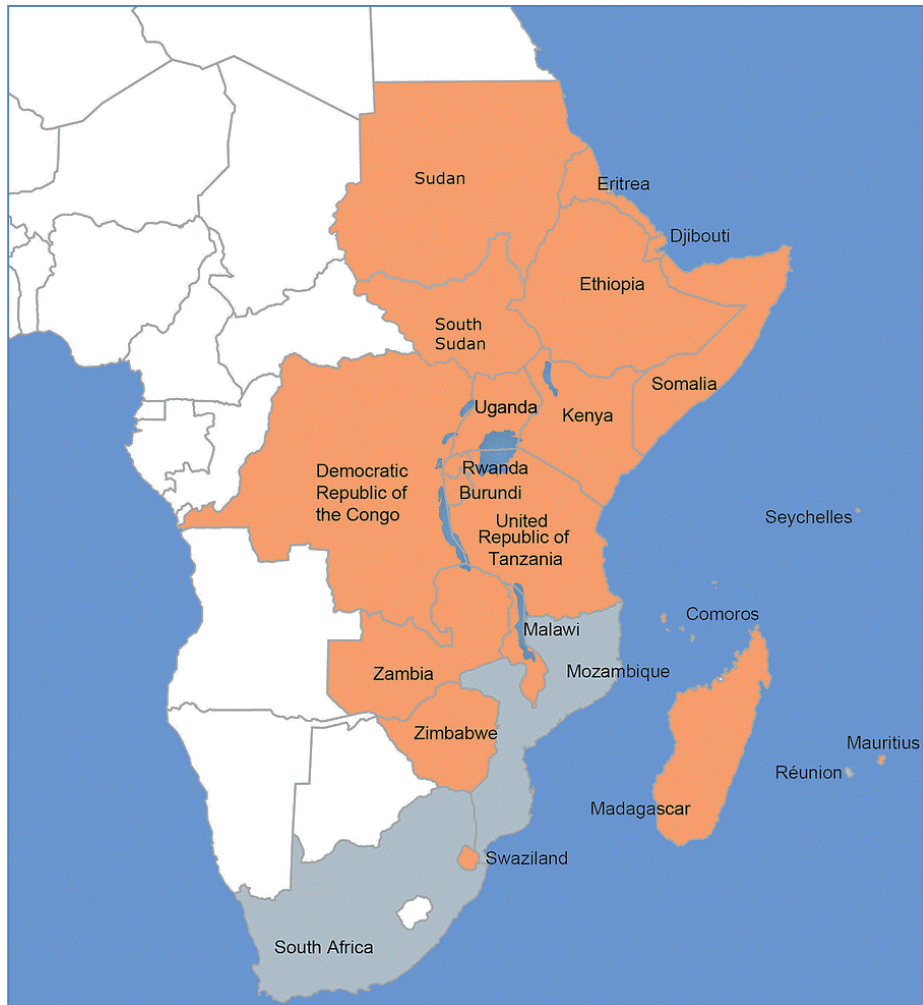 Sudan
Eritrea
Djibouti
Ethiopia
South
Sudan
Somalia
Uganda
Kenya
Democratic
Republic of
the Congo
Rwanda
Burundi
United
Republic of
Tanzania
Seychelles
Comoros
Malawi
Mozambique
Zambia
Zimbabwe
Mauritius
Réunion
Madagascar
Swaziland
South Africa